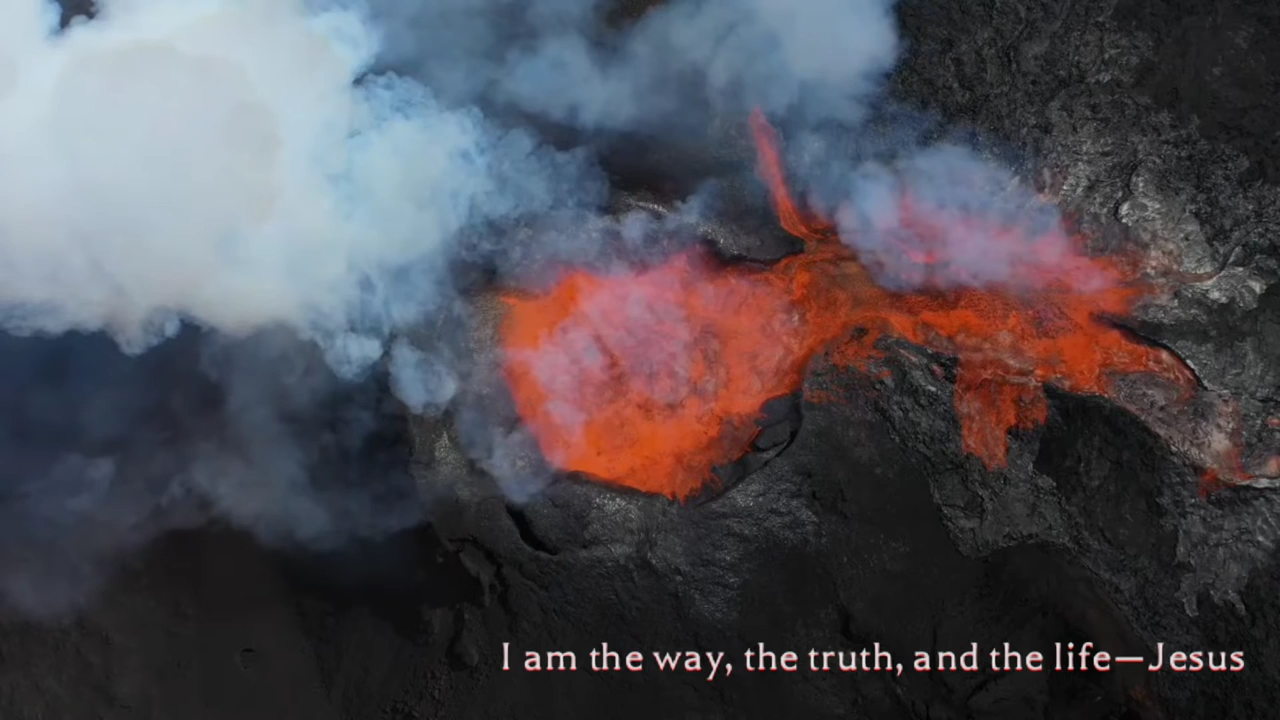 I am the way, the truth, and the life—Jesus